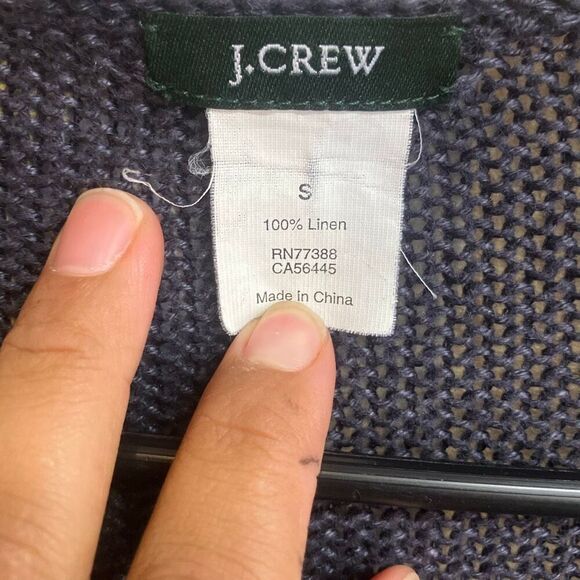 J.CREW
S
100% Linen
RN77388
CA56445
Made in China